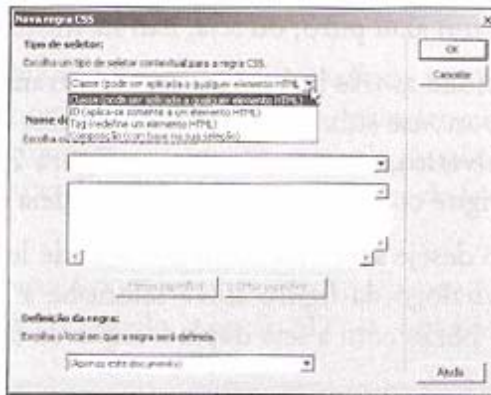 Nova regra CSS
Tipo de seletor:
Escolha um tipo de seletor contextual para a regra CSS.
Classe (pode ser aplicada a qualquer elemento HTML)
Classe (pode ser aplicada a qualquer elemento HTML)
ID (aplica-se somente a um elemento HTML)
Tag (redefine um elemento HTML)
Composição (com base na sua seleção)
Nome d
Escolha o
Definição da regra:
Escolha o local em que a regra será definida.
(Apenas este documento)
OK
Cancelar
Ajuda